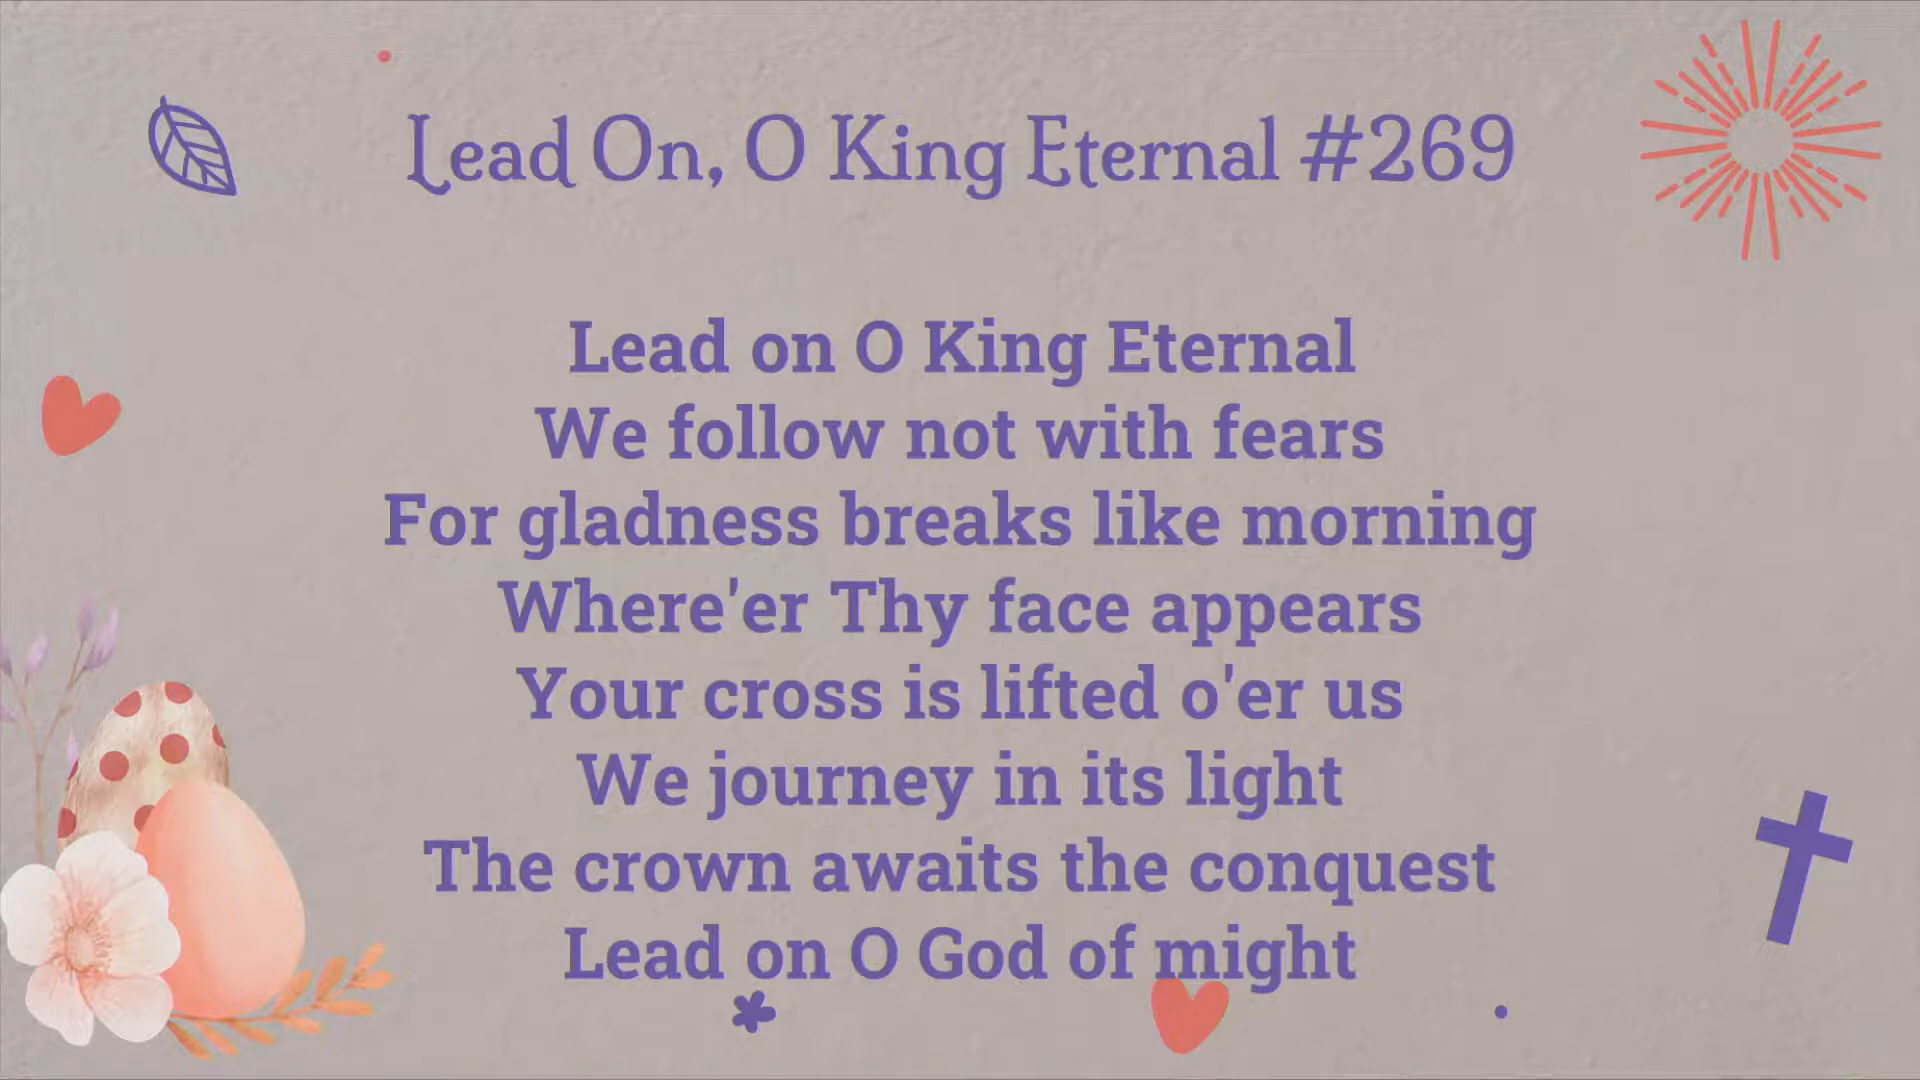 Lead On, O King Eternal #269
Lead on O King Eternal
We follow not with fears
For gladness breaks like morning
Where'er Thy face appears
Your cross is lifted o'er us
We journey in its light
The crown awaits the conquest
Lead on O God of might